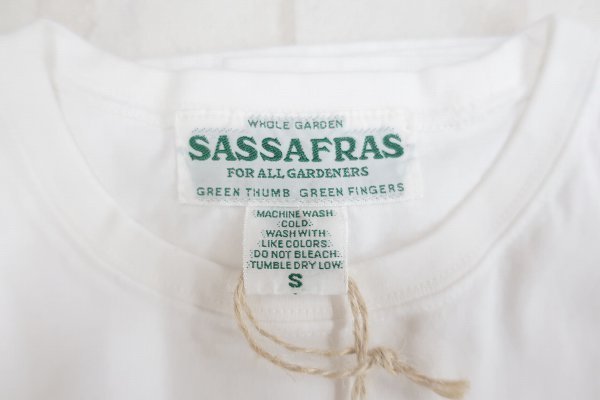 WHOLE GARDEN
SASSAFRAS
FOR ALL GARDENERS
GREEN THUMB GREEN FINGERS
MACHINE WASH
COLD.
WASH WITH
LIKE COLORS.
DO NOT BLEACH.
TUMBLE DRY LOW.
S